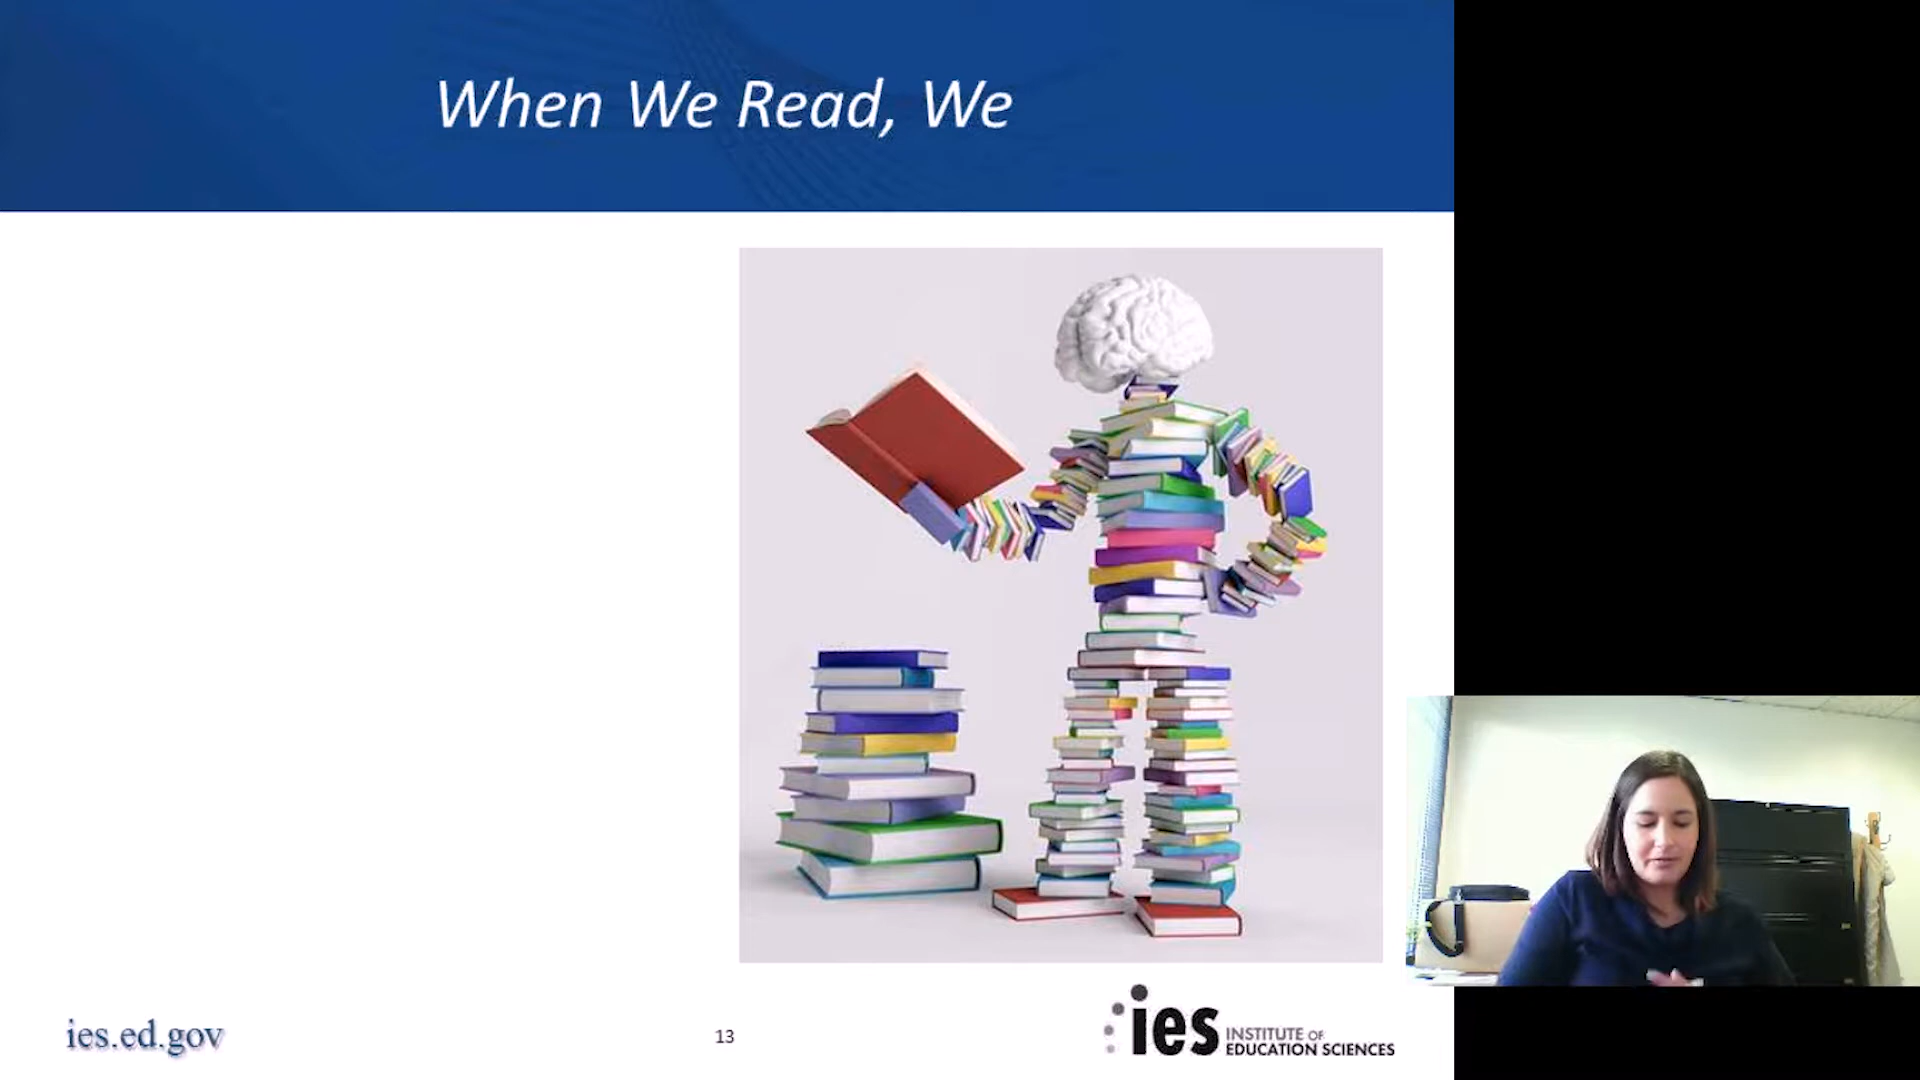 When We Read, We
ies.ed.gov
13
ies INSTITUTE OF
EDUCATION SCIENCES